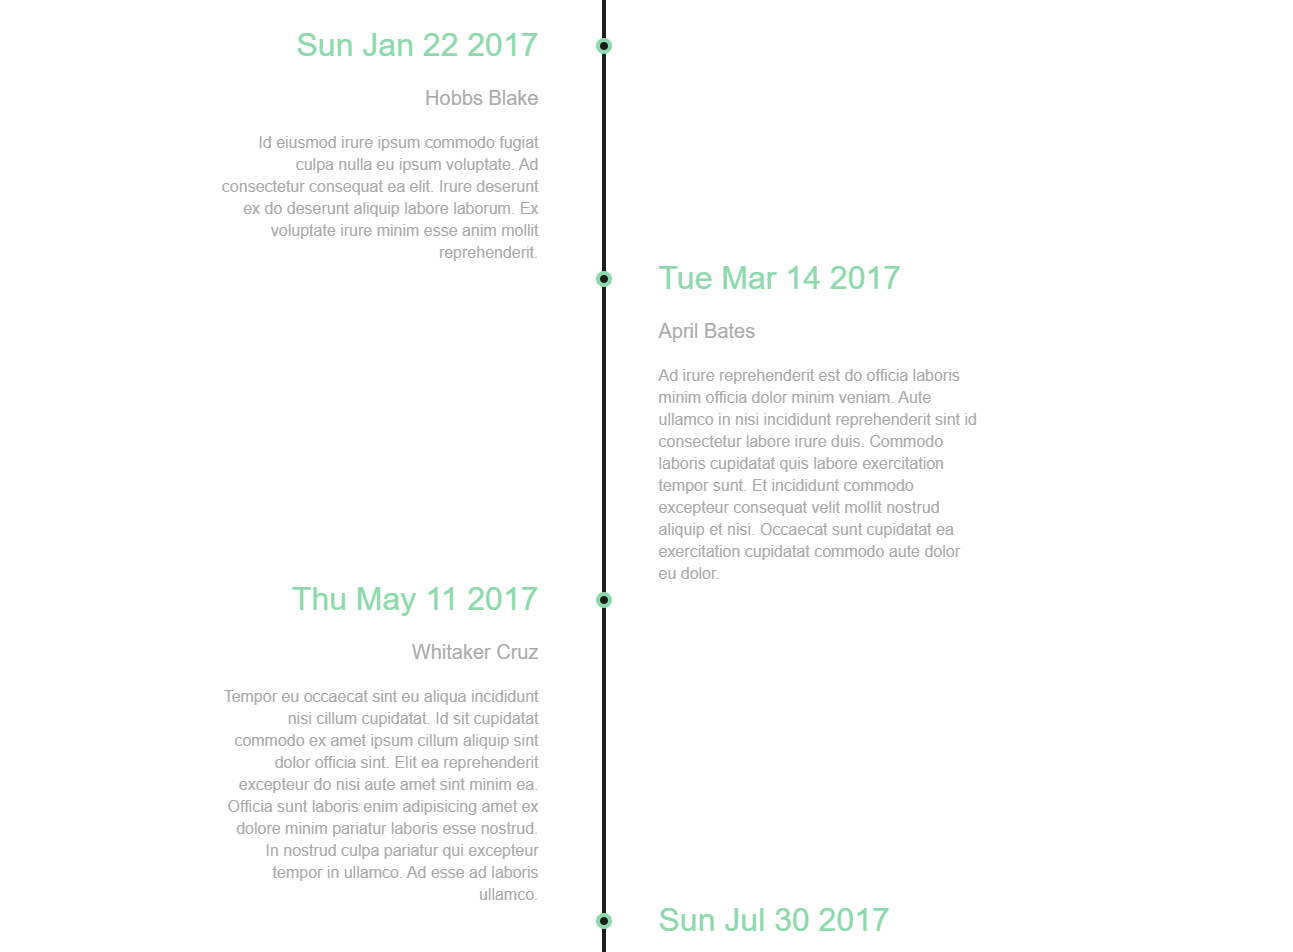 Sun Jan 22 2017
Hobbs Blake
Id eiusmod irure ipsum commodo fugiat
culpa nulla eu ipsum voluptate. Ad
consectetur consequat ea elit. Irure deserunt
ex do deserunt aliquip labore laborum. Ex
voluptate irure minim esse anim mollit
reprehenderit.
Tue Mar 14 2017
April Bates
Ad irure reprehenderit est do officia laboris
minim officia dolor minim veniam. Aute
ullamco in nisi incididunt reprehenderit sint id
consectetur labore irure duis. Commodo
laboris cupidatat quis labore exercitation
tempor sunt. Et incididunt commodo
excepteur consequat velit mollit nostrud
aliquip et nisi. Occaecat sunt cupidatat ea
exercitation cupidatat commodo aute dolor
eu dolor.
Thu May 11 2017
Whitaker Cruz
Tempor eu occaecat sint eu aliqua incididunt
nisi cillum cupidatat. Id sit cupidatat
commodo ex amet ipsum cillum aliquip sint
dolor officia sint. Elit ea reprehenderit
excepteur do nisi aute amet sint minim ea.
Officia sunt laboris enim adipisicing amet ex
dolore minim pariatur laboris esse nostrud.
In nostrud culpa pariatur qui excepteur
tempor in ullamco. Ad esse ad laboris
ullamco.
Sun Jul 30 2017